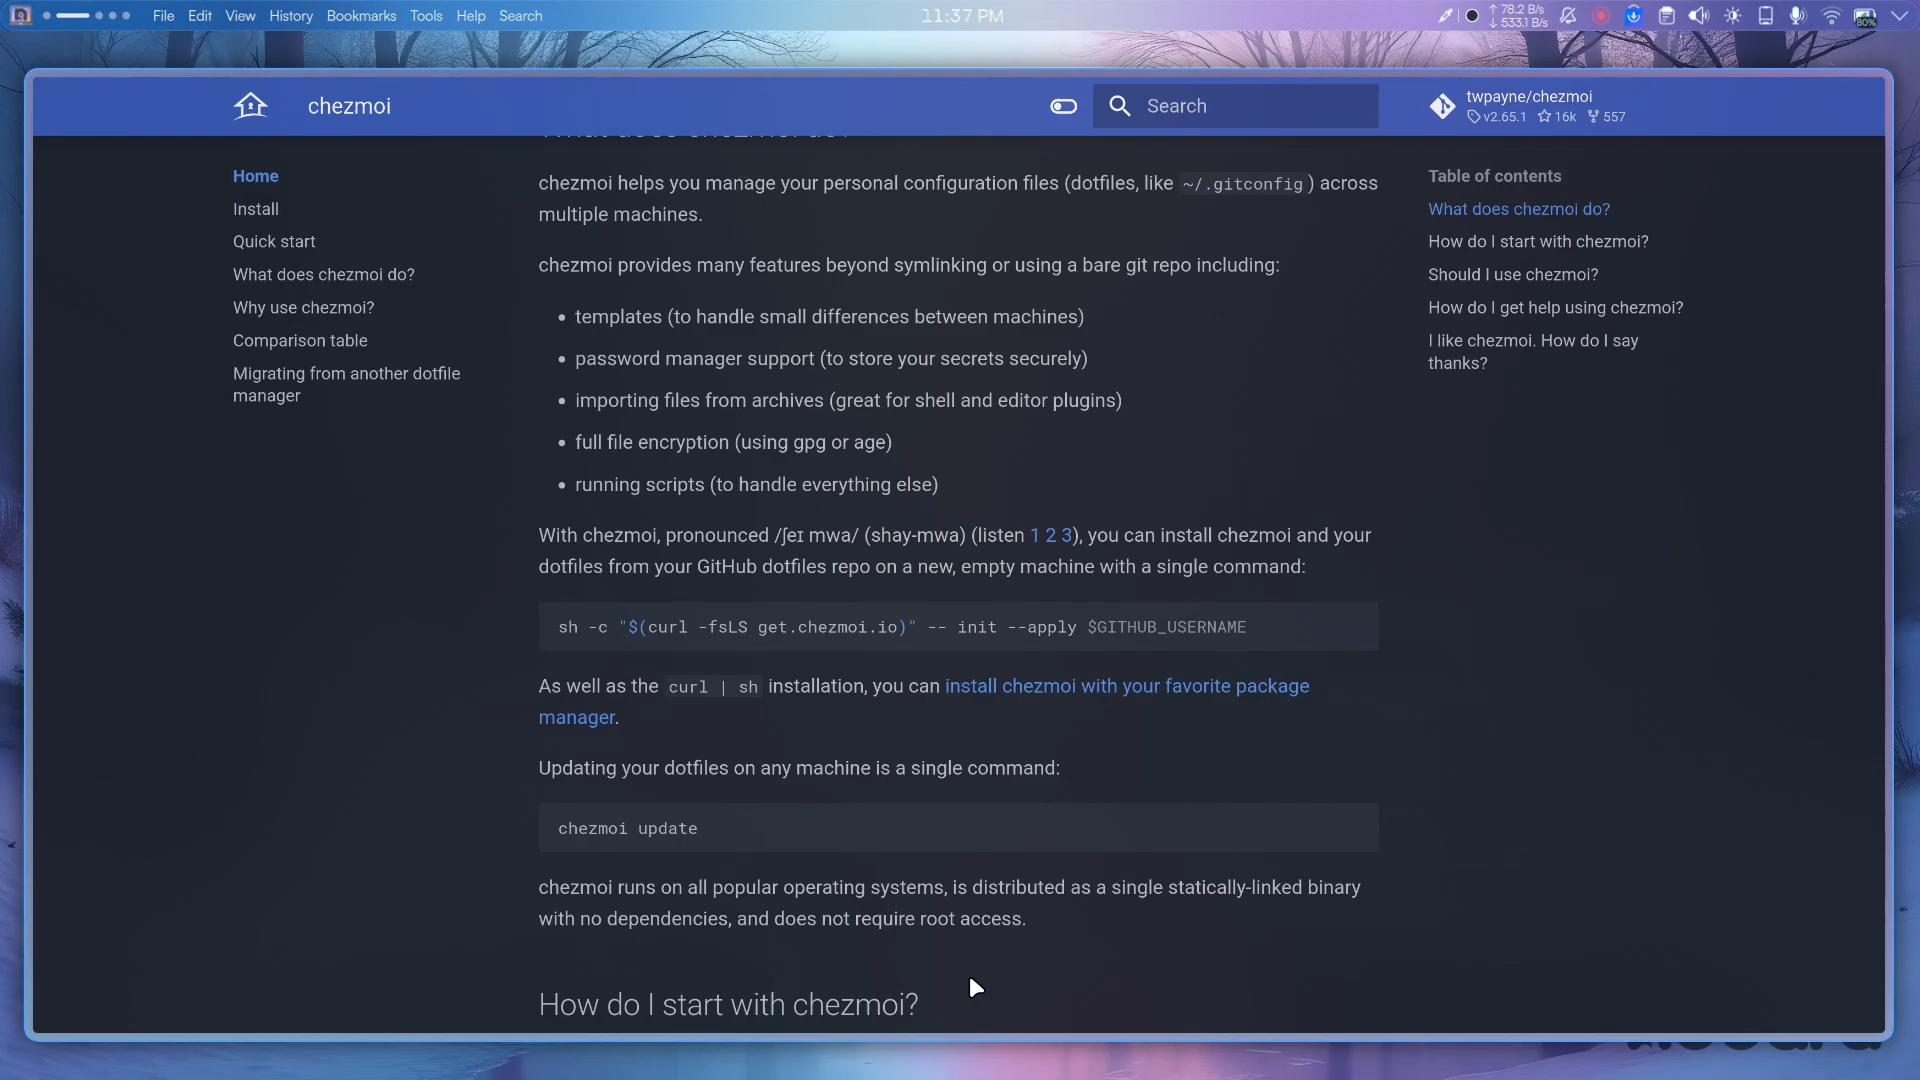 File Edit View History Bookmarks Tools Help Search
11:37 PM
↑ 78.2 B/s
↓ 533.1 B/s
80%
chezmoi
Search
twpayne/chezmoi
v2.65.1 16k 557
Home
Install
Quick start
What does chezmoi do?
Why use chezmoi?
Comparison table
Migrating from another dotfile
manager
What does chezmoi do?
chezmoi helps you manage your personal configuration files (dotfiles, like ~/.gitconfig ) across
multiple machines.
chezmoi provides many features beyond symlinking or using a bare git repo including:
• templates (to handle small differences between machines)
• password manager support (to store your secrets securely)
• importing files from archives (great for shell and editor plugins)
• full file encryption (using gpg or age)
• running scripts (to handle everything else)
With chezmoi, pronounced /ʃeɪ mwa/ (shay-mwa) (listen 1 2 3), you can install chezmoi and your
dotfiles from your GitHub dotfiles repo on a new, empty machine with a single command:
sh -c "$(curl -fsLS get.chezmoi.io)" -- init --apply $GITHUB_USERNAME
As well as the curl | sh installation, you can install chezmoi with your favorite package
manager.
Updating your dotfiles on any machine is a single command:
chezmoi update
chezmoi runs on all popular operating systems, is distributed as a single statically-linked binary
with no dependencies, and does not require root access.
How do I start with chezmoi?
Table of contents
What does chezmoi do?
How do I start with chezmoi?
Should I use chezmoi?
How do I get help using chezmoi?
I like chezmoi. How do I say
thanks?